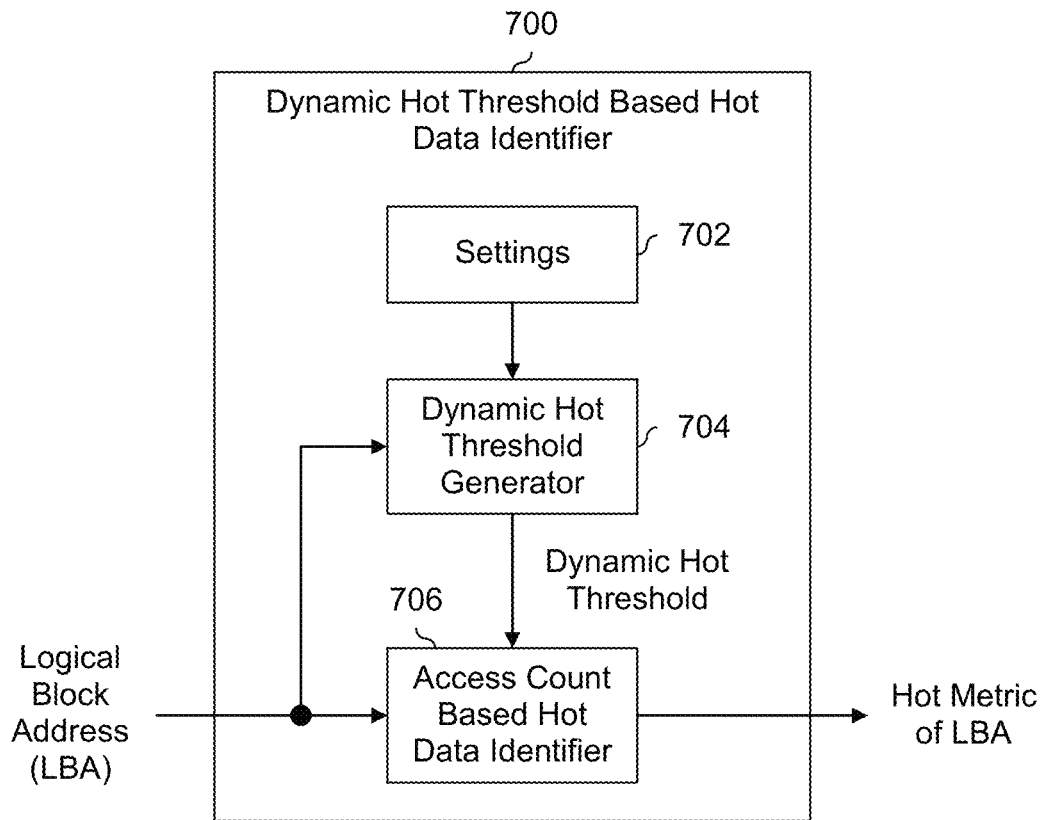 700
Dynamic Hot Threshold Based Hot
Data Identifier
Settings
702
Dynamic Hot
Threshold
Generator
704
Dynamic Hot
Threshold
706
Logical
Block
Address
(LBA)
Access Count
Based Hot
Data Identifier
Hot Metric
of LBA